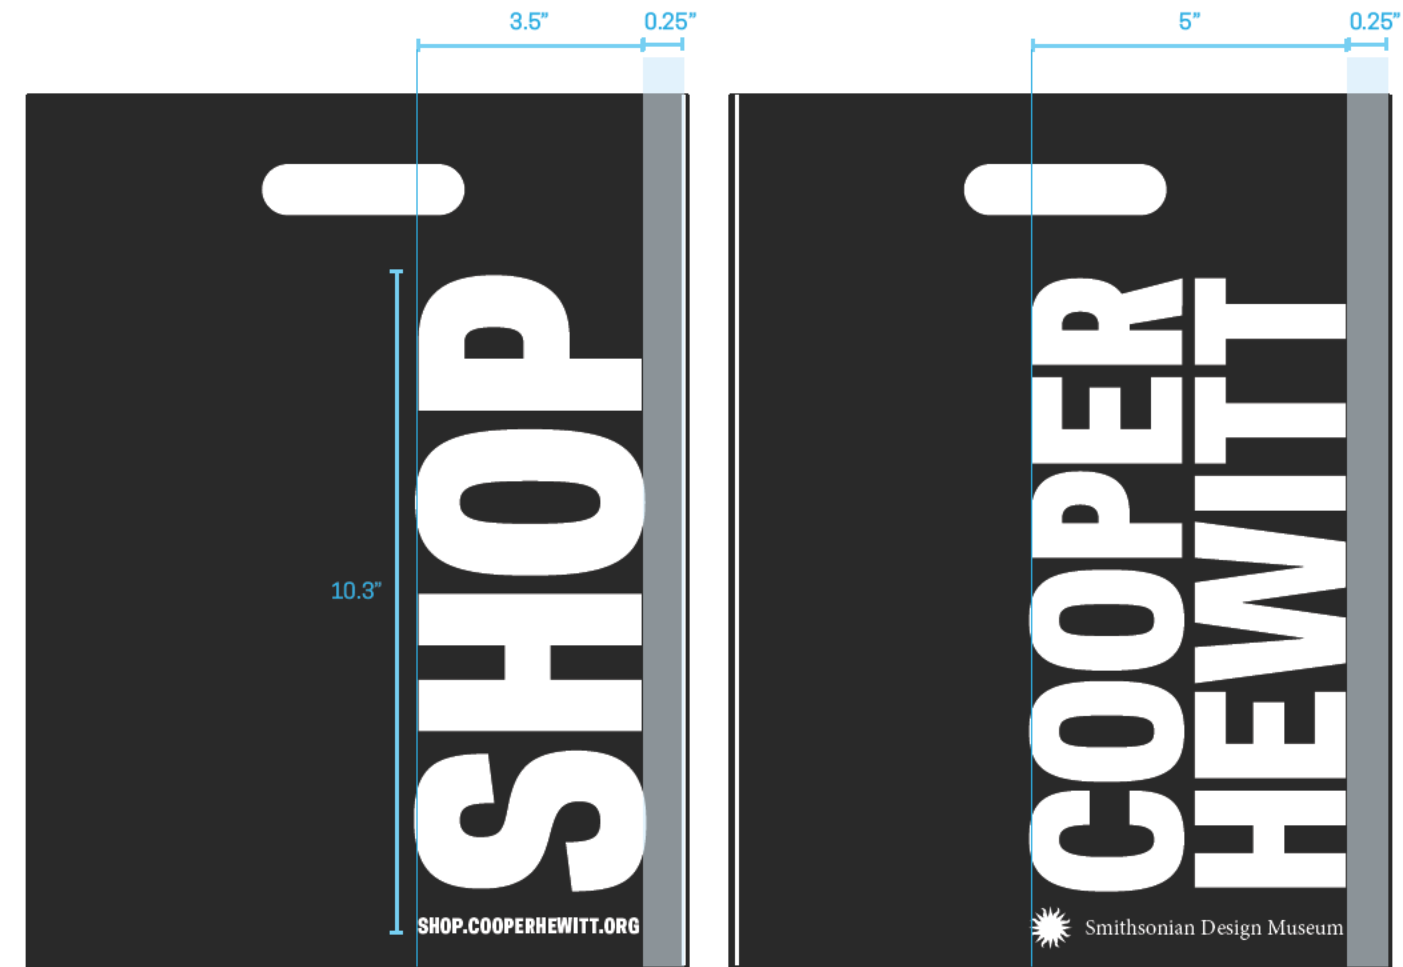 3.5” 0.25”
10.3”
SHOP
SHOP.COOPERHEWITT.ORG
5” 0.25”
COOPER
HEWITT
Smithsonian Design Museum